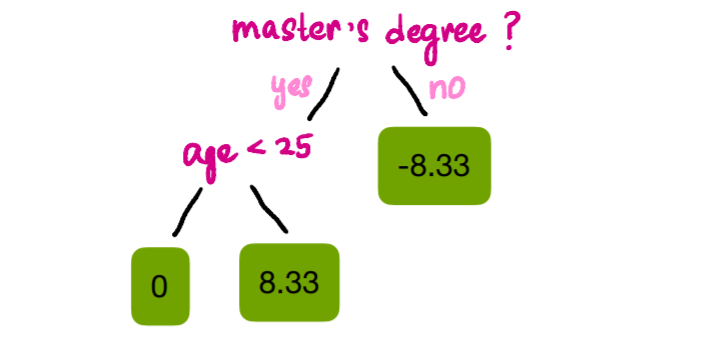 master's degree ?
yes no
age < 25
-8.33
0 8.33